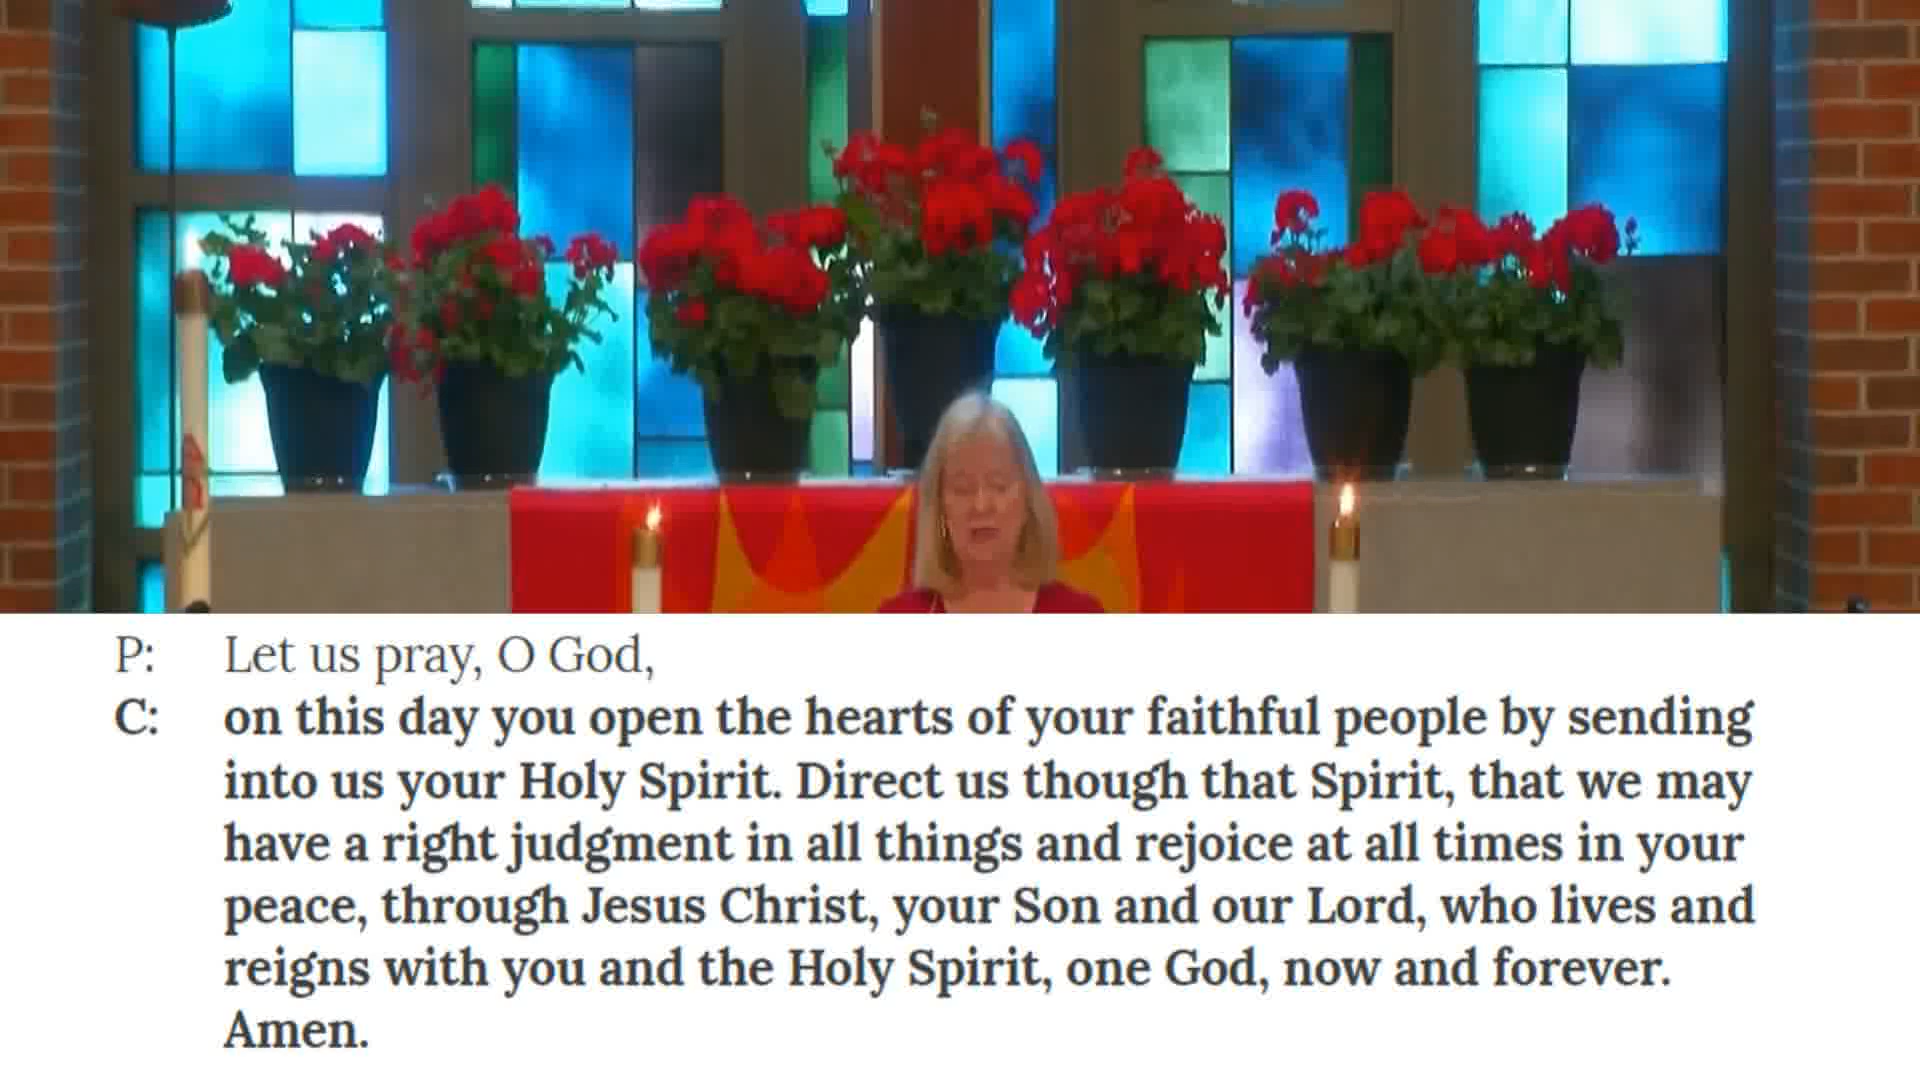 P: Let us pray, O God,
C: on this day you open the hearts of your faithful people by sending
into us your Holy Spirit. Direct us though that Spirit, that we may
have a right judgment in all things and rejoice at all times in your
peace, through Jesus Christ, your Son and our Lord, who lives and
reigns with you and the Holy Spirit, one God, now and forever.
Amen.